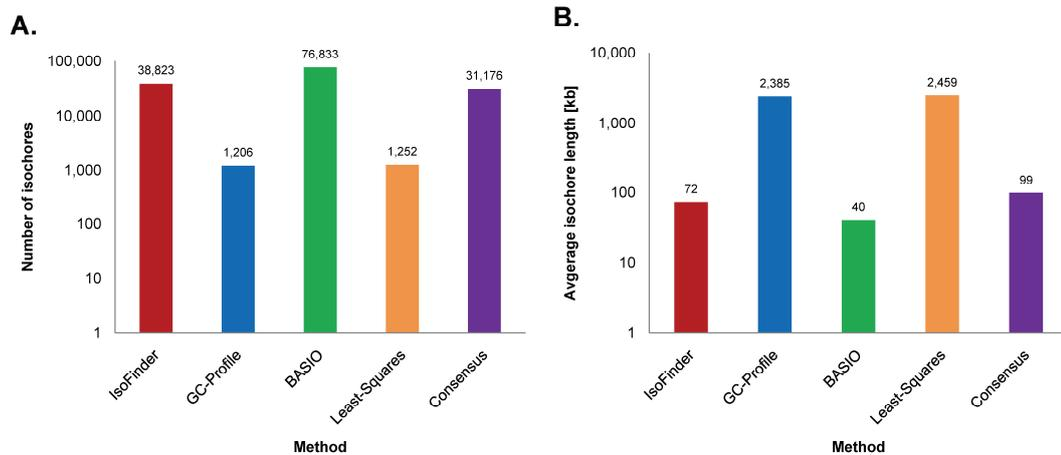 A.
Number of isochores
100,000
10,000
1,000
100
10
1
38,823
1,206
76,833
1,252
31,176
IsoFinder
GC-Profile
BASIO
Least-Squares
Consensus
Method
B.
Avgerage isochore length [kb]
10,000
1,000
100
10
1
72
2,385
40
2,459
99
IsoFinder
GC-Profile
BASIO
Least-Squares
Consensus
Method